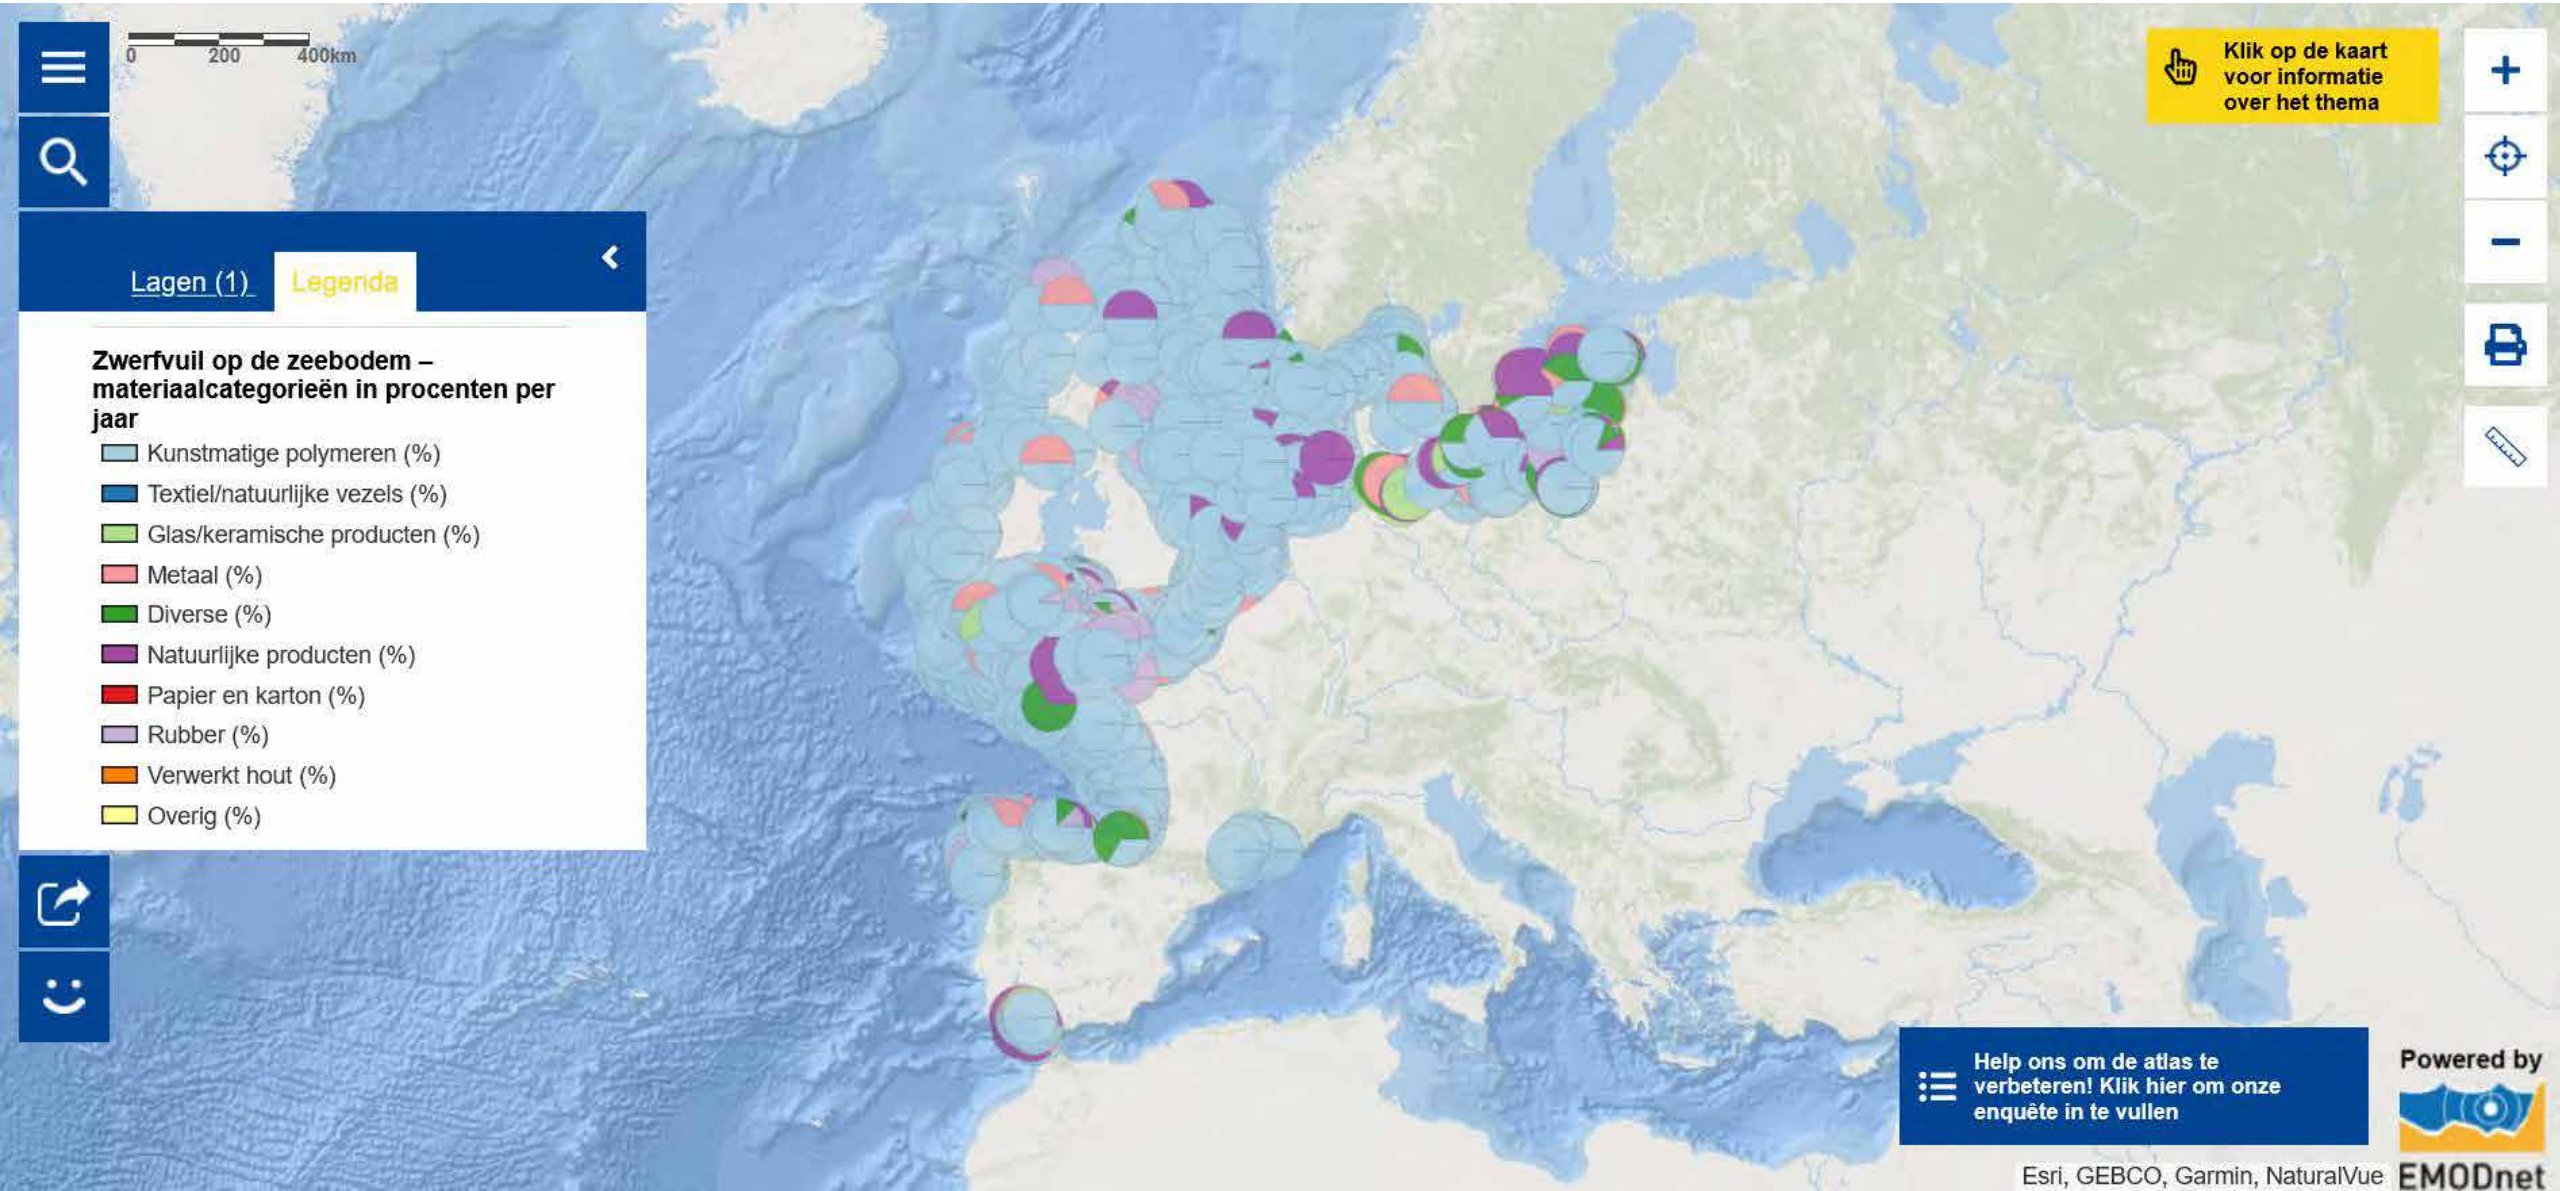 0 200 400km
Klik op de kaart
voor informatie
over het thema
Lagen (1)
Legenda
Zwerfvuil op de zeebodem –
materiaalcategorieën in procenten per
jaar
Kunstmatige polymeren (%)
Textiel/natuurlijke vezels (%)
Glas/keramische producten (%)
Metaal (%)
Diverse (%)
Natuurlijke producten (%)
Papier en karton (%)
Rubber (%)
Verwerkt hout (%)
Overig (%)
Help ons om de atlas te
verbeteren! Klik hier om onze
enquête in te vullen
Powered by
EMODnet
Esri, GEBCO, Garmin, NaturalVue